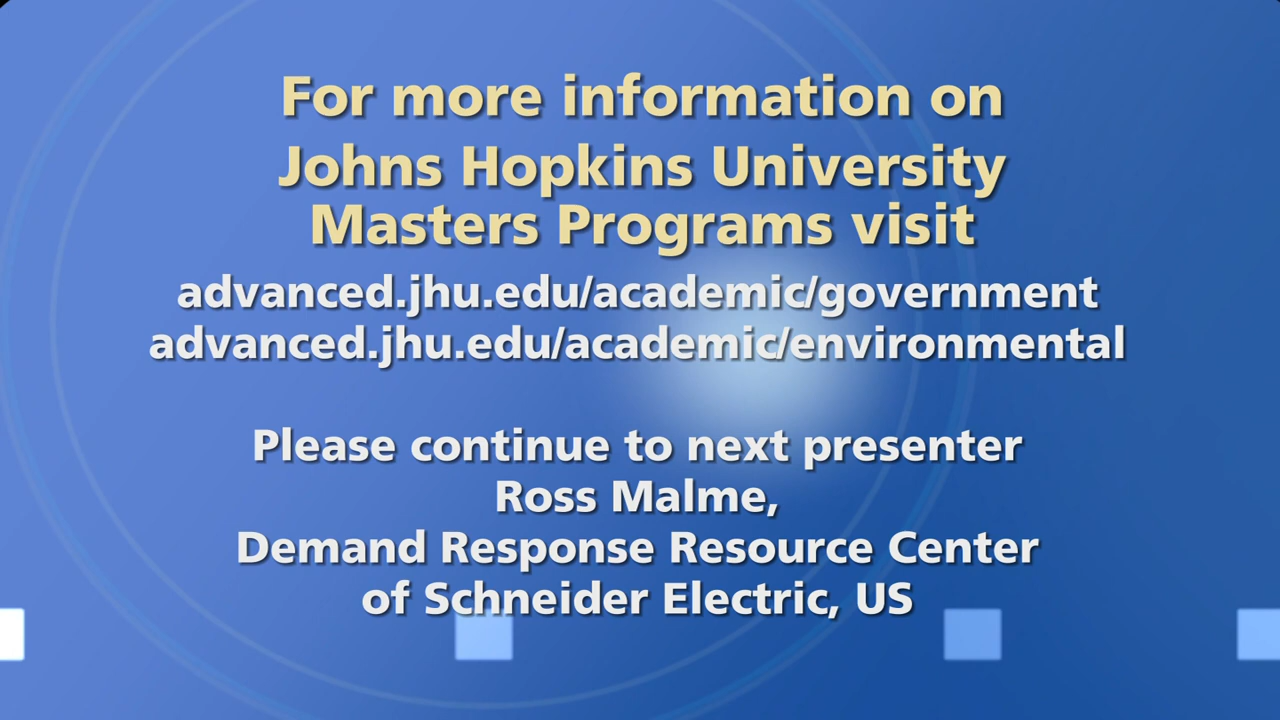 For more information on
Johns Hopkins University
Masters Programs visit
advanced.jhu.edu/academic/government
advanced.jhu.edu/academic/environmental
Please continue to next presenter
Ross Malme,
Demand Response Resource Center
of Schneider Electric, US